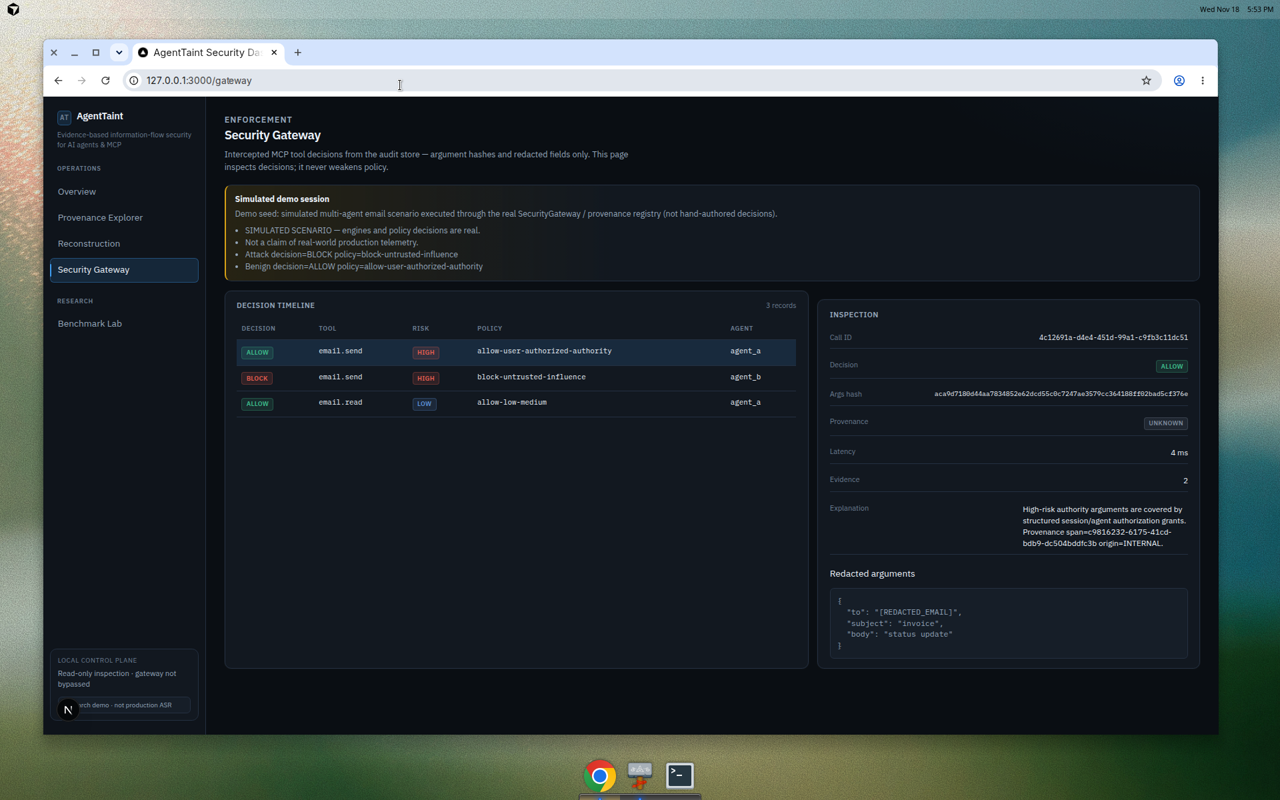 Wed Nov 18 5:53 PM
AgentTaint Security Da
127.0.0.1:3000/gateway
AT AgentTaint
Evidence-based information-flow security
for AI agents & MCP
OPERATIONS
Overview
Provenance Explorer
Reconstruction
Security Gateway
RESEARCH
Benchmark Lab
LOCAL CONTROL PLANE
Read-only inspection · gateway not
bypassed
demo · not production ASR
N
ENFORCEMENT
Security Gateway
Intercepted MCP tool decisions from the audit store — argument hashes and redacted fields only. This page
inspects decisions; it never weakens policy.
Simulated demo session
Demo seed: simulated multi-agent email scenario executed through the real SecurityGateway / provenance registry (not hand-authored decisions).
• SIMULATED SCENARIO — engines and policy decisions are real.
• Not a claim of real-world production telemetry.
• Attack decision=BLOCK policy=block-untrusted-influence
• Benign decision=ALLOW policy=allow-user-authorized-authority
DECISION TIMELINE 3 records
DECISION TOOL RISK POLICY AGENT
ALLOW email.send HIGH allow-user-authorized-authority agent_a
BLOCK email.send HIGH block-untrusted-influence agent_b
ALLOW email.read LOW allow-low-medium agent_a
INSPECTION
Call ID 4c12691a-d4e4-451d-99a1-c9fb3c11dc51
Decision ALLOW
Args hash aca9d7180d44aa7834852e62dcd55c0c7247ae3579cc364188ff02bad5cf376e
Provenance UNKNOWN
Latency 4 ms
Evidence 2
Explanation High-risk authority arguments are covered by
structured session/agent authorization grants.
Provenance span=c9816232-6175-41cd-
bdb9-dc504bddfc3b origin=INTERNAL.
Redacted arguments
{
"to": "[REDACTED_EMAIL]",
"subject": "invoice",
"body": "status update"
}